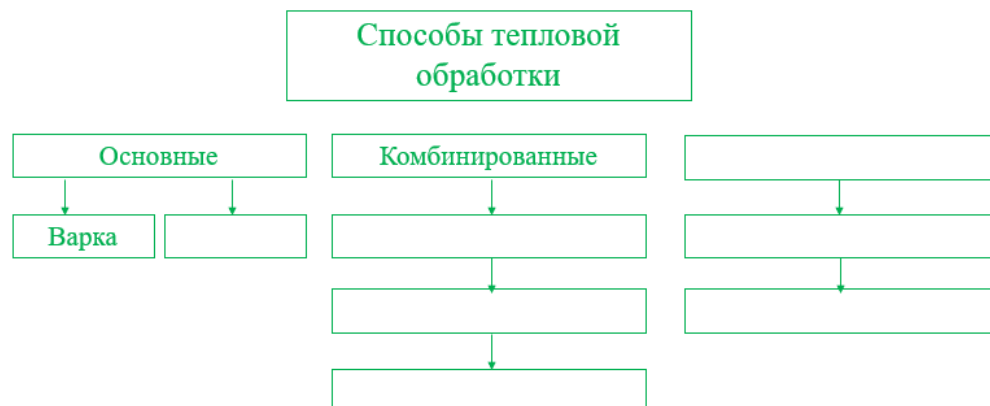 Способы тепловой
обработки
Основные
Комбинированные
Варка